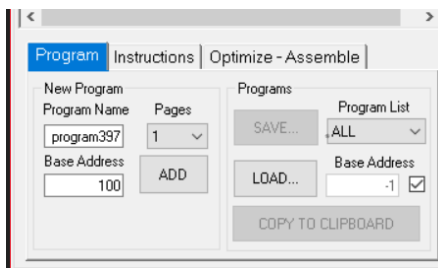 Program Instructions Optimize - Assemble
New Program
Program Name Pages
program397 1
Base Address
100 ADD
Programs
Program List
SAVE... ALL
Base Address
LOAD... -1
COPY TO CLIPBOARD